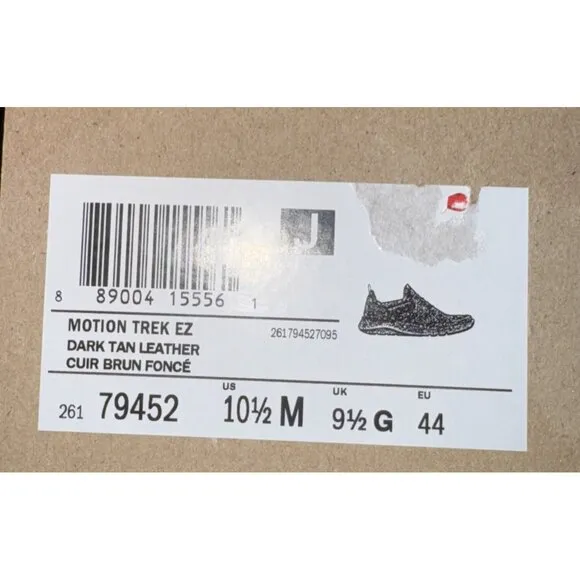 J
8 89004 15556 1
MOTION TREK EZ
261794527095
DARK TAN LEATHER
CUIR BRUN FONCÉ
261 79452
US 10½ M
UK 9½ G
EU 44